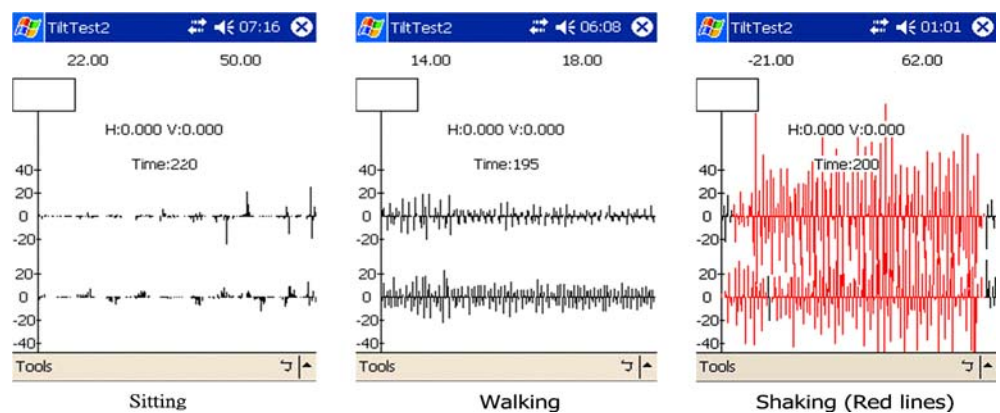 TiltTest2 07:16
22.00 50.00
H:0.000 V:0.000
Time:220
40
20
0
-20
20
0
-20
-40
Tools
Sitting
TiltTest2 06:08
14.00 18.00
H:0.000 V:0.000
Time:195
40
20
0
-20
20
0
-20
-40
Tools
Walking
TiltTest2 01:01
-21.00 62.00
H:0.000 V:0.000
Time:200
40
20
0
-20
20
0
-20
-40
Tools
Shaking (Red lines)